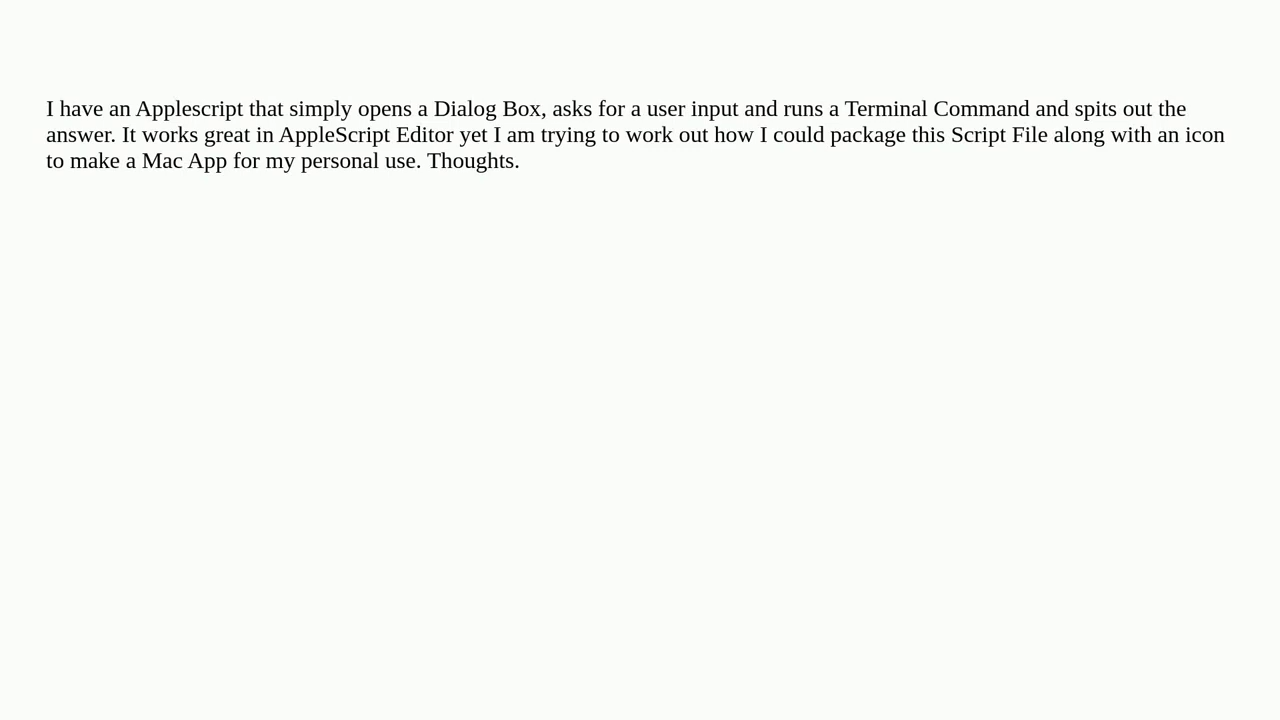 I have an Applescript that simply opens a Dialog Box, asks for a user input and runs a Terminal Command and spits out the
answer. It works great in AppleScript Editor yet I am trying to work out how I could package this Script File along with an icon
to make a Mac App for my personal use. Thoughts.